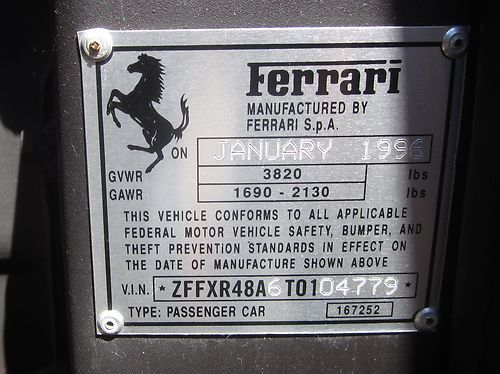 Ferrari
MANUFACTURED BY
FERRARI S.p.A.
ON JANUARY 1996
GVWR 3820 lbs
GAWR 1690 - 2130 lbs
THIS VEHICLE CONFORMS TO ALL APPLICABLE
FEDERAL MOTOR VEHICLE SAFETY, BUMPER, AND
THEFT PREVENTION STANDARDS IN EFFECT ON
THE DATE OF MANUFACTURE SHOWN ABOVE
V.I.N. * ZFFXR48A6T0104779 *
TYPE: PASSENGER CAR 167252